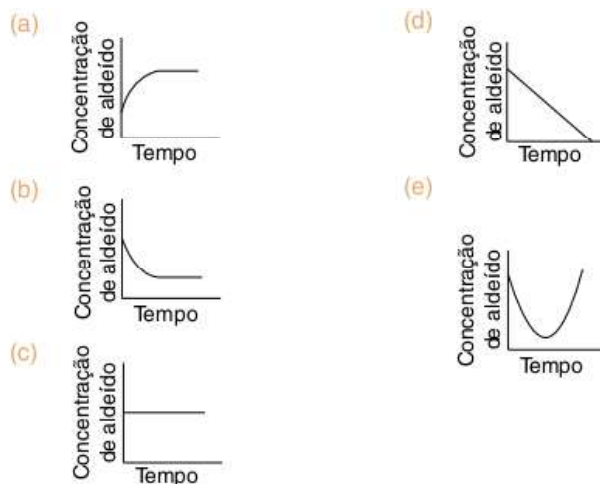 (a)
Concentração
de aldeído
Tempo
(b)
Concentração
de aldeído
Tempo
(c)
Concentração
de aldeído
Tempo
(d)
Concentração
de aldeído
Tempo
(e)
Concentração
de aldeído
Tempo